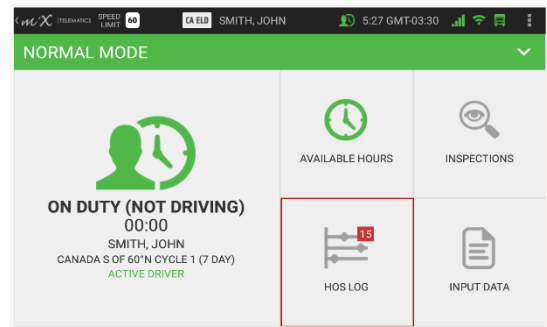 miX TELEMATICS SPEED LIMIT 60 CA ELD SMITH, JOHN 5:27 GMT-03:30
NORMAL MODE
ON DUTY (NOT DRIVING)
00:00
SMITH, JOHN
CANADA S OF 60°N CYCLE 1 (7 DAY)
ACTIVE DRIVER
AVAILABLE HOURS
INSPECTIONS
15
HOS LOG
INPUT DATA